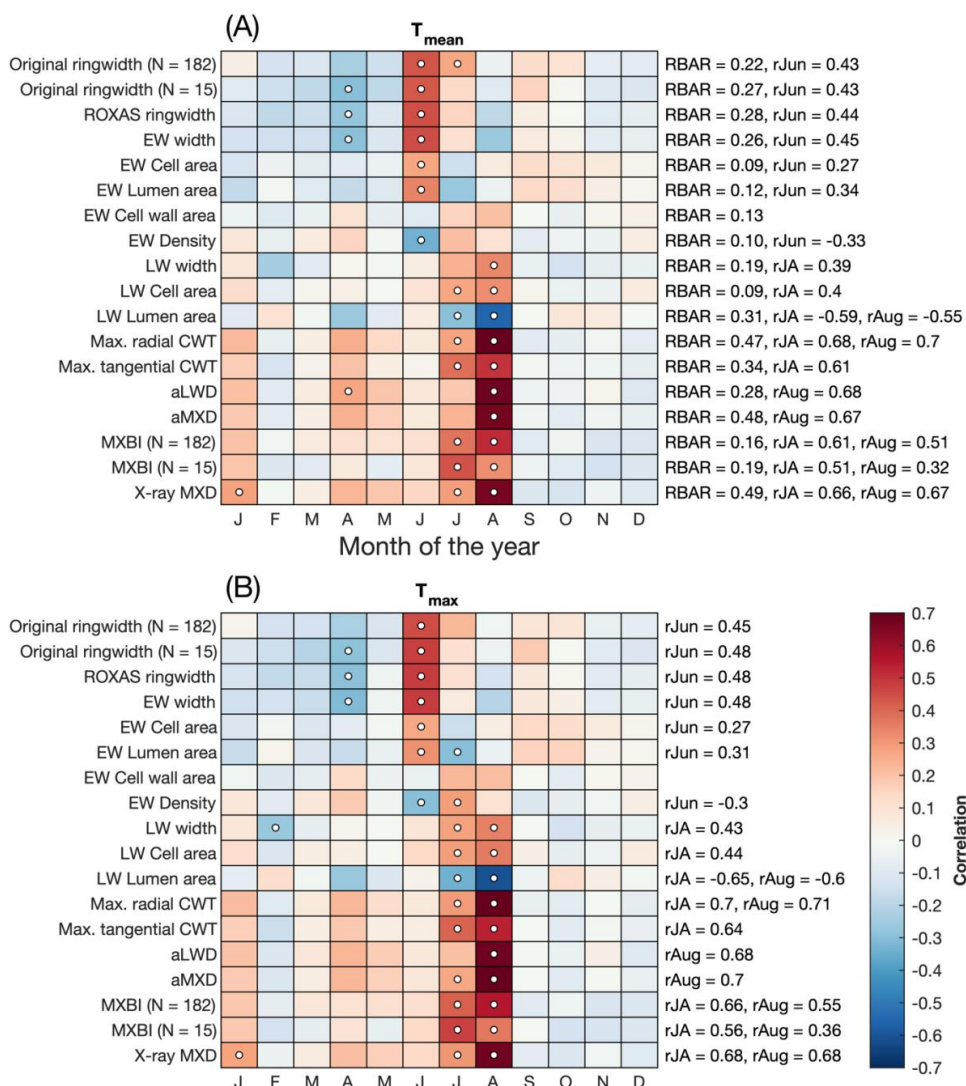 (A)
T_mean
Original ringwidth (N = 182) RBAR = 0.22, rJun = 0.43
Original ringwidth (N = 15) RBAR = 0.27, rJun = 0.43
ROXAS ringwidth RBAR = 0.28, rJun = 0.44
EW width RBAR = 0.26, rJun = 0.45
EW Cell area RBAR = 0.09, rJun = 0.27
EW Lumen area RBAR = 0.12, rJun = 0.34
EW Cell wall area RBAR = 0.13
EW Density RBAR = 0.10, rJun = -0.33
LW width RBAR = 0.19, rJA = 0.39
LW Cell area RBAR = 0.09, rJA = 0.4
LW Lumen area RBAR = 0.31, rJA = -0.59, rAug = -0.55
Max. radial CWT RBAR = 0.47, rJA = 0.68, rAug = 0.7
Max. tangential CWT RBAR = 0.34, rJA = 0.61
aLWD RBAR = 0.28, rAug = 0.68
aMXD RBAR = 0.48, rAug = 0.67
MXBI (N = 182) RBAR = 0.16, rJA = 0.61, rAug = 0.51
MXBI (N = 15) RBAR = 0.19, rJA = 0.51, rAug = 0.32
X-ray MXD RBAR = 0.49, rJA = 0.66, rAug = 0.67
J F M A M J J A S O N D
Month of the year
(B)
T_max
Original ringwidth (N = 182) rJun = 0.45
Original ringwidth (N = 15) rJun = 0.48
ROXAS ringwidth rJun = 0.48
EW width rJun = 0.48
EW Cell area rJun = 0.27
EW Lumen area rJun = 0.31
EW Cell wall area
EW Density rJun = -0.3
LW width rJA = 0.43
LW Cell area rJA = 0.44
LW Lumen area rJA = -0.65, rAug = -0.6
Max. radial CWT rJA = 0.7, rAug = 0.71
Max. tangential CWT rJA = 0.64
aLWD rAug = 0.68
aMXD rAug = 0.7
MXBI (N = 182) rJA = 0.66, rAug = 0.55
MXBI (N = 15) rJA = 0.56, rAug = 0.36
X-ray MXD rJA = 0.68, rAug = 0.68
J F M A M J J A S O N D
0.7
0.6
0.5
0.4
0.3
0.2
0.1
0
-0.1
-0.2
-0.3
-0.4
-0.5
-0.6
-0.7
Correlation